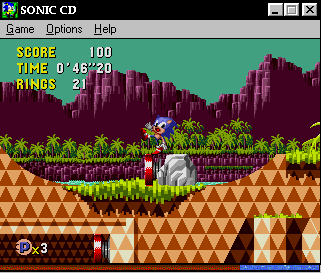 SONIC CD
Game Options Help
SCORE 100
TIME 0'46"20
RINGS 21
P×3